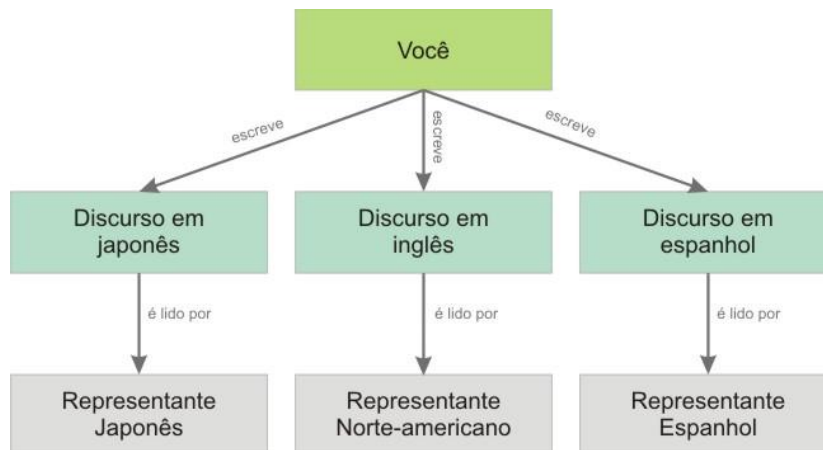 Você
escreve
escreve
escreve
Discurso em
japonês
Discurso em
inglês
Discurso em
espanhol
é lido por
é lido por
é lido por
Representante
Japonês
Representante
Norte-americano
Representante
Espanhol